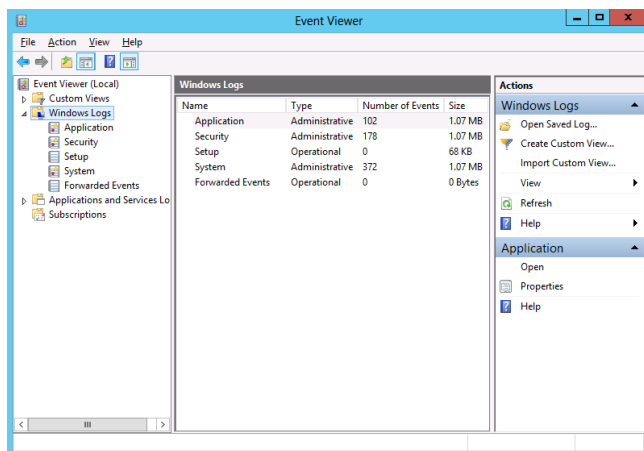 Event Viewer
File Action View Help
Event Viewer (Local)
Custom Views
Windows Logs
Application
Security
Setup
System
Forwarded Events
Applications and Services Lo
Subscriptions
Windows Logs
Name Type Number of Events Size
Application Administrative 102 1.07 MB
Security Administrative 178 1.07 MB
Setup Operational 0 68 KB
System Administrative 372 1.07 MB
Forwarded Events Operational 0 0 Bytes
Actions
Windows Logs
Open Saved Log...
Create Custom View...
Import Custom View...
View
Refresh
Help
Application
Open
Properties
Help